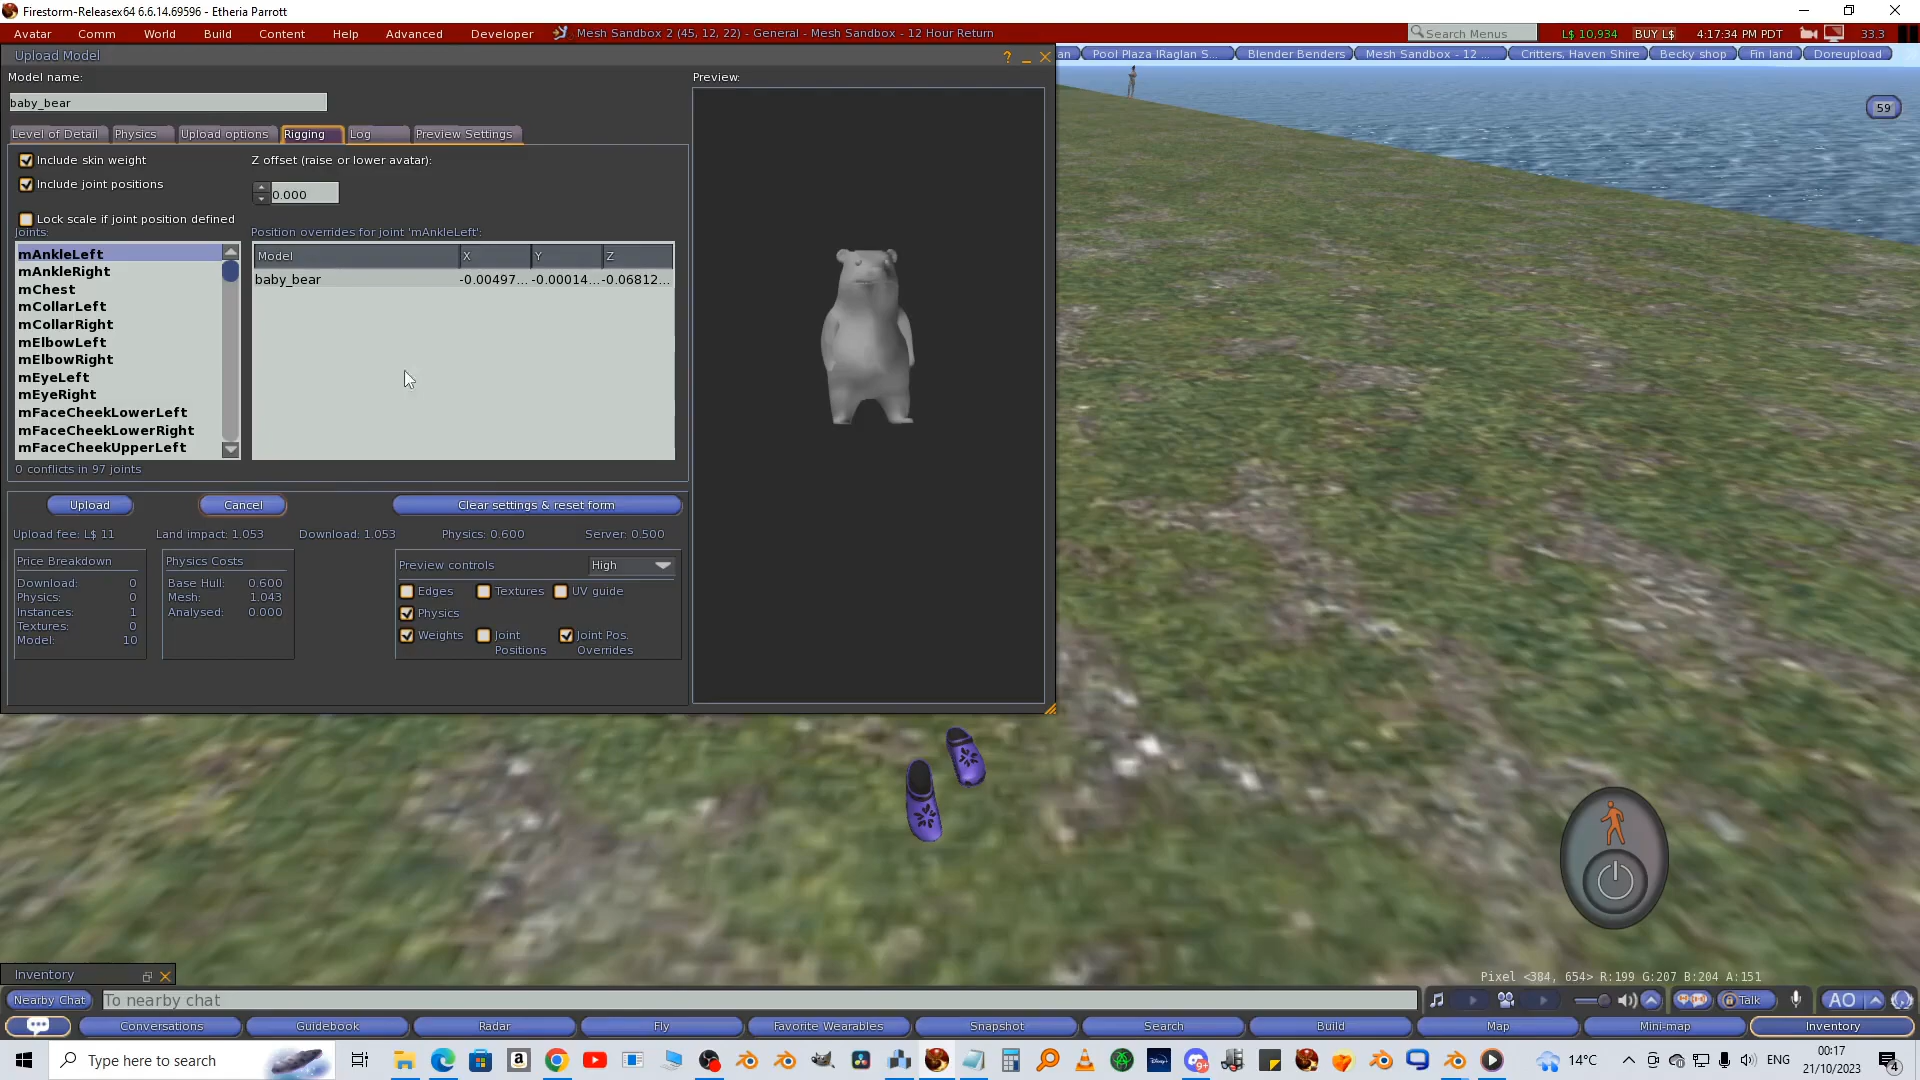 Firestorm-Releasex64 6.6.14.69596 - Etheria Parrott
Avatar Comm World Build Content Help Advanced Developer Mesh Sandbox 2 (45, 12, 22) - General - Mesh Sandbox - 12 Hour Return Search Menus L$ 10,934 BUY L$ 4:17:34 PM PDT 33.3
Upload Model ? an Pool Plaza IRaglan S... Blender Benders Mesh Sandbox - 12 ... Critters, Haven Shire Becky shop Fin land Doreupload
Model name: Preview:
baby_bear
59
Level of Detail Physics Upload options Rigging Log Preview Settings
Include skin weight Z offset (raise or lower avatar):
Include joint positions
0.000
Lock scale if joint position defined
Joints: Position overrides for joint 'mAnkleLeft':
Model X Y Z
baby_bear -0.00497... -0.00014... -0.06812...
mAnkleLeft
mAnkleRight
mChest
mCollarLeft
mCollarRight
mElbowLeft
mElbowRight
mEyeLeft
mEyeRight
mFaceCheekLowerLeft
mFaceCheekLowerRight
mFaceCheekUpperLeft
0 conflicts in 97 joints
Upload Cancel Clear settings & reset form
Upload fee: L$ 11 Land impact: 1.053 Download: 1.053 Physics: 0.600 Server: 0.500
Price Breakdown
Download: 0
Physics: 0
Instances: 1
Textures: 0
Model: 10
Physics Costs
Base Hull: 0.600
Mesh: 1.043
Analysed: 0.000
Preview controls High
Edges Textures UV guide
Physics
Weights Joint Positions Joint Pos. Overrides
Inventory
Pixel <384, 654> R:199 G:207 B:204 A:151
Nearby Chat To nearby chat Talk AO
Conversations Guidebook Radar Fly Favorite Wearables Snapshot Search Build Map Mini-map Inventory
Type here to search 14°C ENG 00:17
21/10/2023